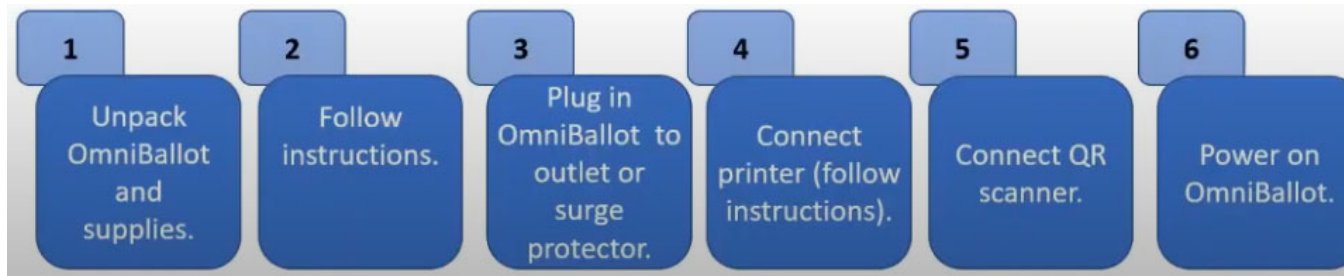 1
Unpack
OmniBallot
and
supplies.
2
Follow
instructions.
3
Plug in
OmniBallot to
outlet or
surge
protector.
4
Connect
printer (follow
instructions).
5
Connect QR
scanner.
6
Power on
OmniBallot.